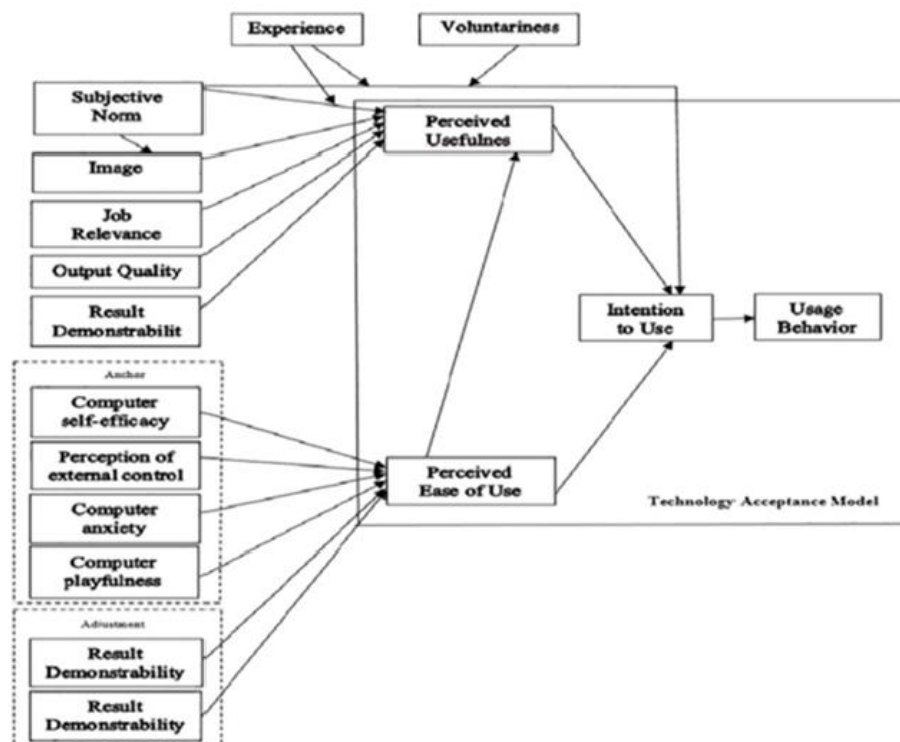 Experience
Voluntariness
Subjective
Norm
Perceived
Usefulnes
Image
Job
Relevance
Output Quality
Result
Demonstrabilit
Intention
to Use
Usage
Behavior
Anchor
Computer
self-efficacy
Perception of
external control
Computer
anxiety
Computer
playfulness
Perceived
Ease of Use
Technology Acceptance Model
Adjustment
Result
Demonstrability
Result
Demonstrability